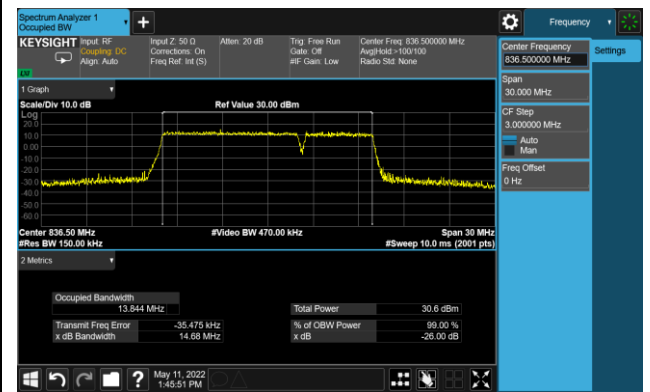 Spectrum Analyzer 1
Occupied BW
Frequency
KEYSIGHT
Input: RF
Coupling: DC
Align: Auto
Input Z: 50 Ω
Corrections: On
Freq Ref: Int (S)
Atten: 20 dB
Trig: Free Run
Gate: Off
#IF Gain: Low
Center Freq: 836.500000 MHz
Avg|Hold:>100/100
Radio Std: None
Center Frequency
836.500000 MHz
Settings
Span
30.000 MHz
CF Step
3.000000 MHz
Auto
Man
Freq Offset
0 Hz
1 Graph
Scale/Div 10.0 dB
Ref Value 30.00 dBm
Log
20.0
10.0
0.00
-10.0
-20.0
-30.0
-40.0
-50.0
-60.0
Center 836.50 MHz
#Video BW 470.00 kHz
Span 30 MHz
#Res BW 150.00 kHz
#Sweep 10.0 ms (2001 pts)
2 Metrics
Occupied Bandwidth
13.844 MHz
Total Power
30.6 dBm
Transmit Freq Error
-35.475 kHz
% of OBW Power
99.00 %
x dB Bandwidth
14.68 MHz
x dB
-26.00 dB
?
May 11, 2022
1:45:51 PM